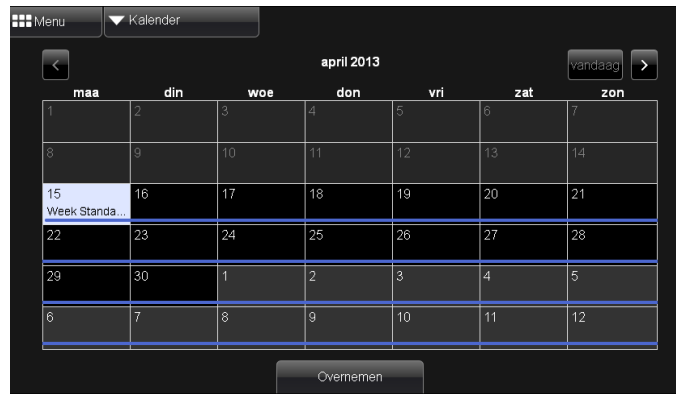 Menu Kalender
april 2013 vandaag
maa din woe don vri zat zon
1 2 3 4 5 6 7
8 9 10 11 12 13 14
15 16 17 18 19 20 21
Week Standa...
22 23 24 25 26 27 28
29 30 1 2 3 4 5
6 7 8 9 10 11 12
Overnemen